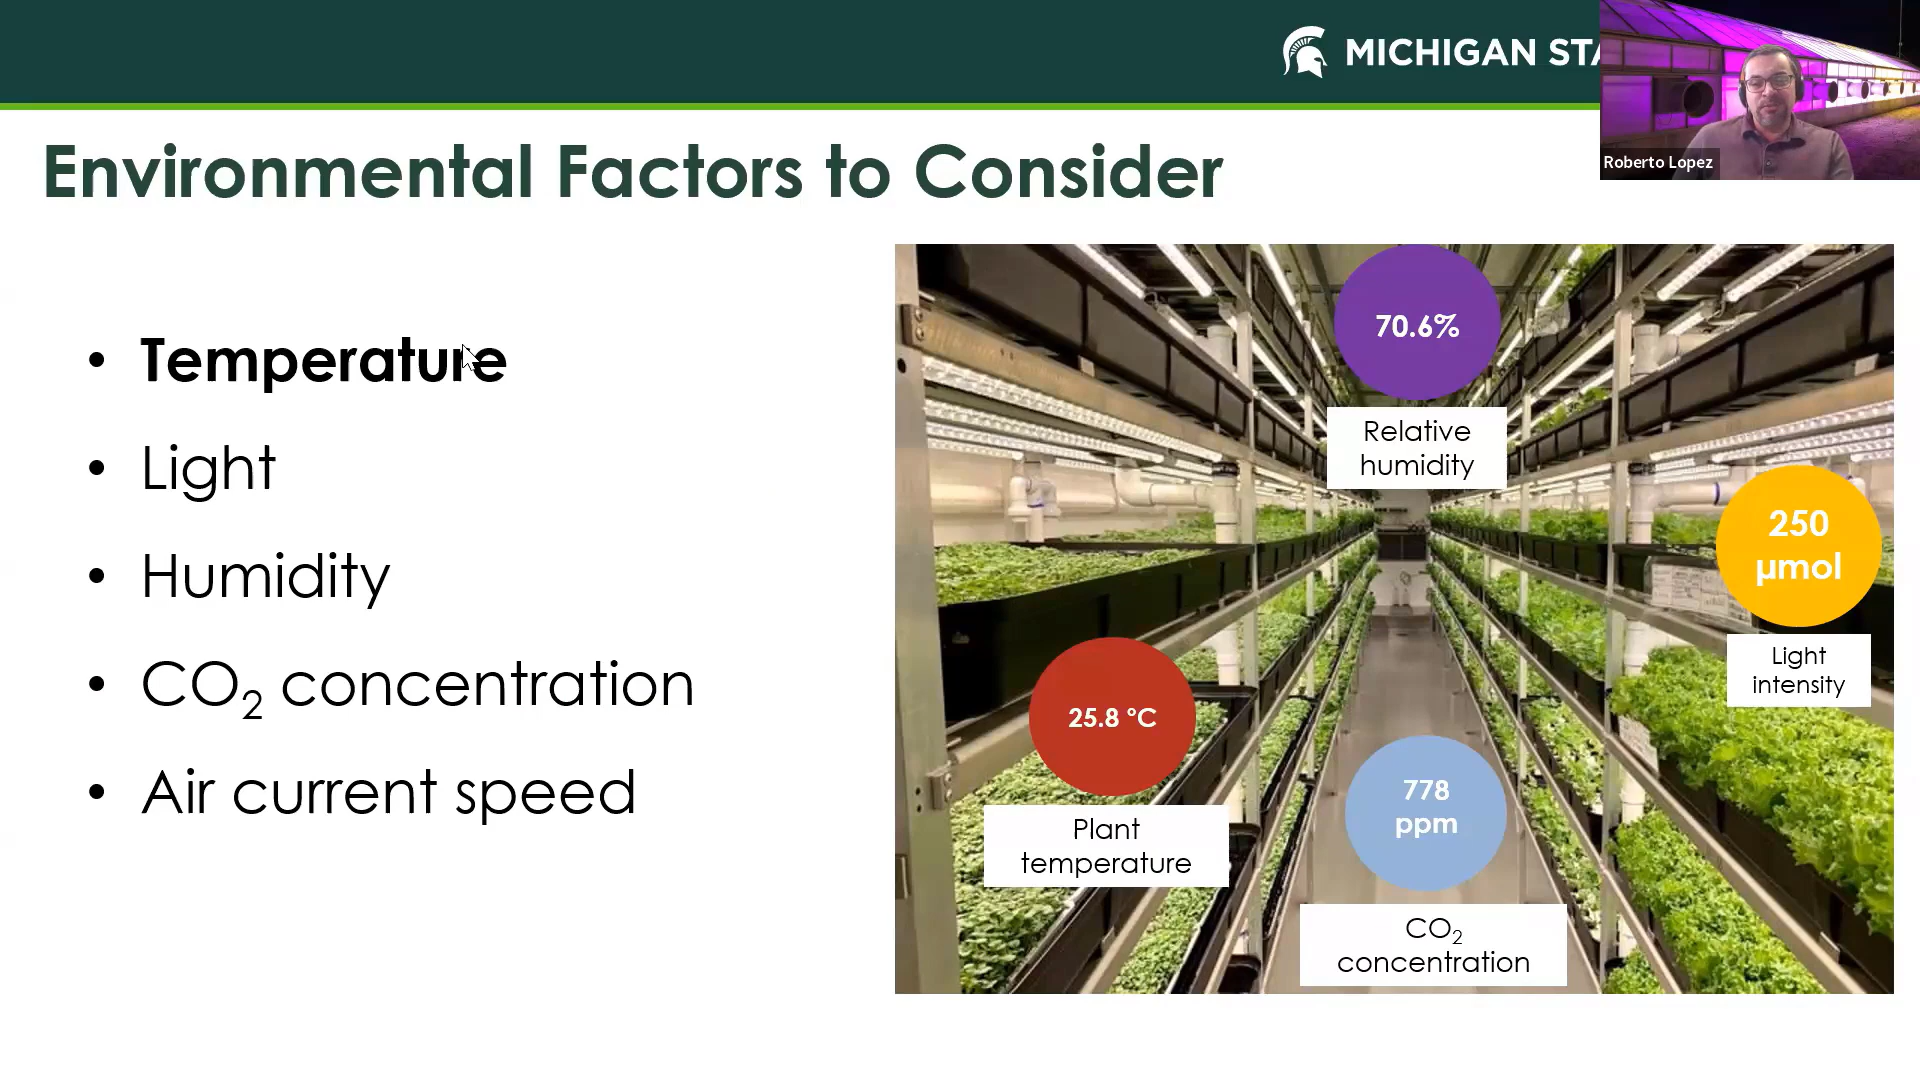 MICHIGAN STA
Roberto Lopez
Environmental Factors to Consider
• Temperature
• Light
• Humidity
• CO₂ concentration
• Air current speed
70.6%
Relative
humidity
250
µmol
Light
intensity
25.8 °C
Plant
temperature
778
ppm
CO₂
concentration